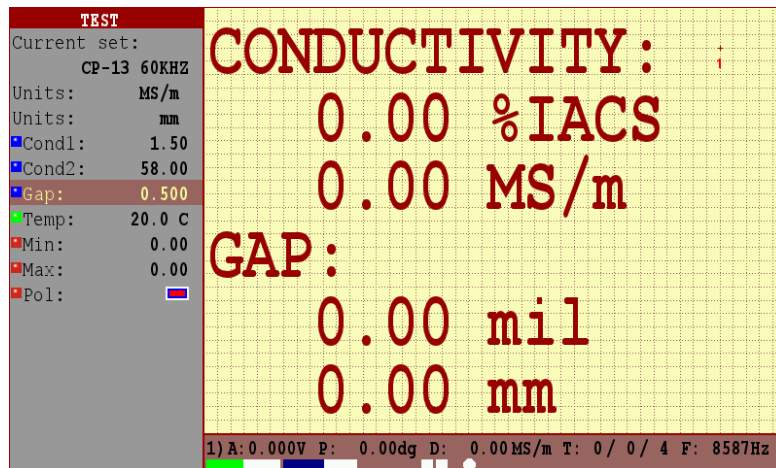 TEST
Current set:
CP-13 60KHZ
Units: MS/m
Units: mm
Cond1: 1.50
Cond2: 58.00
Gap: 0.500
Temp: 20.0 C
Min: 0.00
Max: 0.00
Pol:
CONDUCTIVITY:
1
0.00 %IACS
0.00 MS/m
GAP:
0.00 mil
0.00 mm
1)A:0.000V P: 0.00dg D: 0.00MS/m T: 0/ 0/ 4 F: 8587Hz